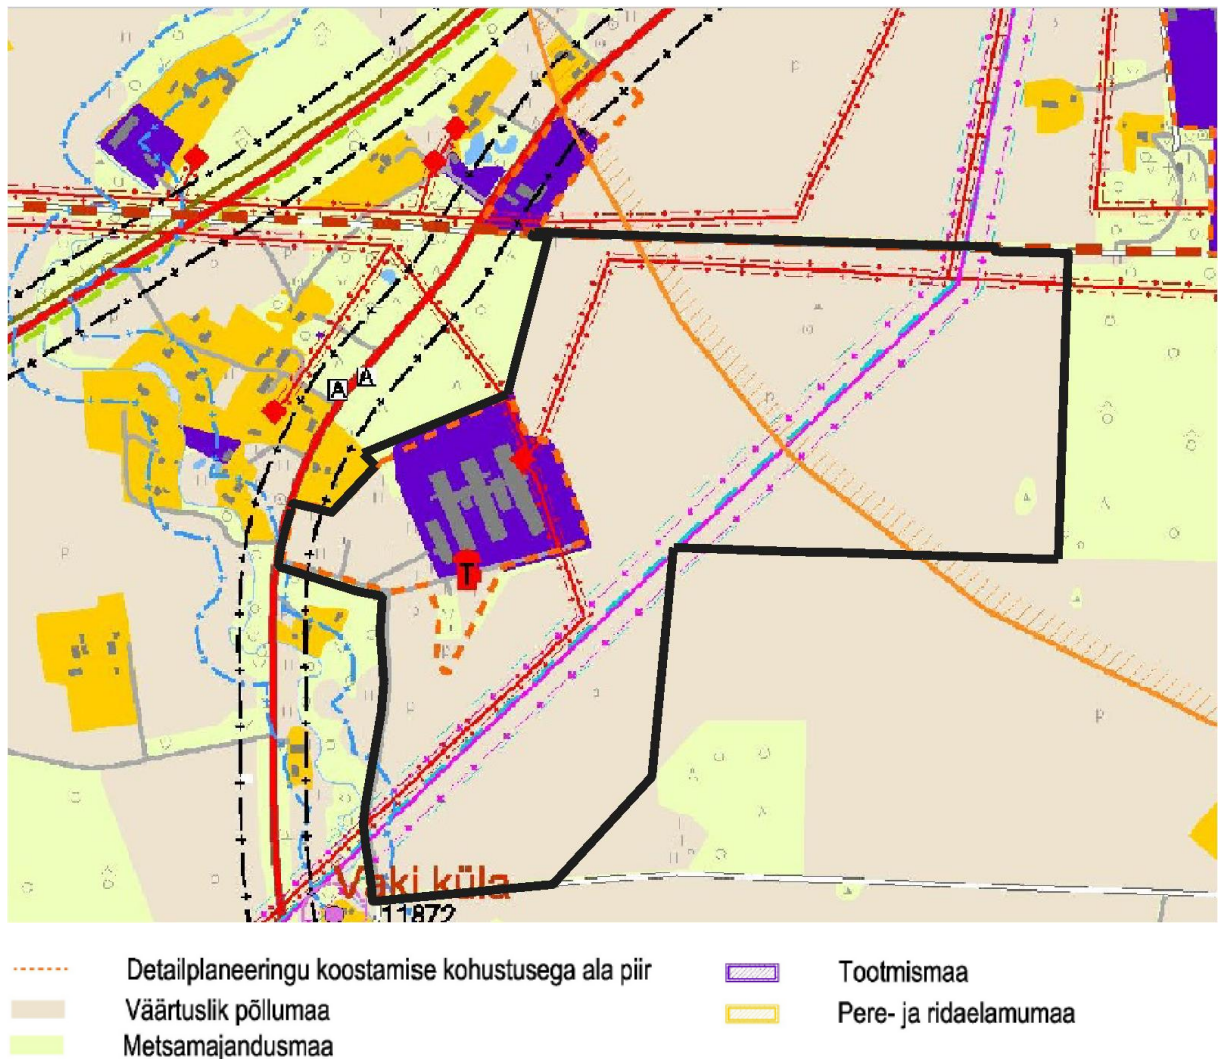 A
A
T
Vaki küla
11872
Detailplaneeringu koostamise kohustusega ala piir
Väärtuslik põllumaa
Metsamajandusmaa
Tootmismaa
Pere- ja ridaelamumaa